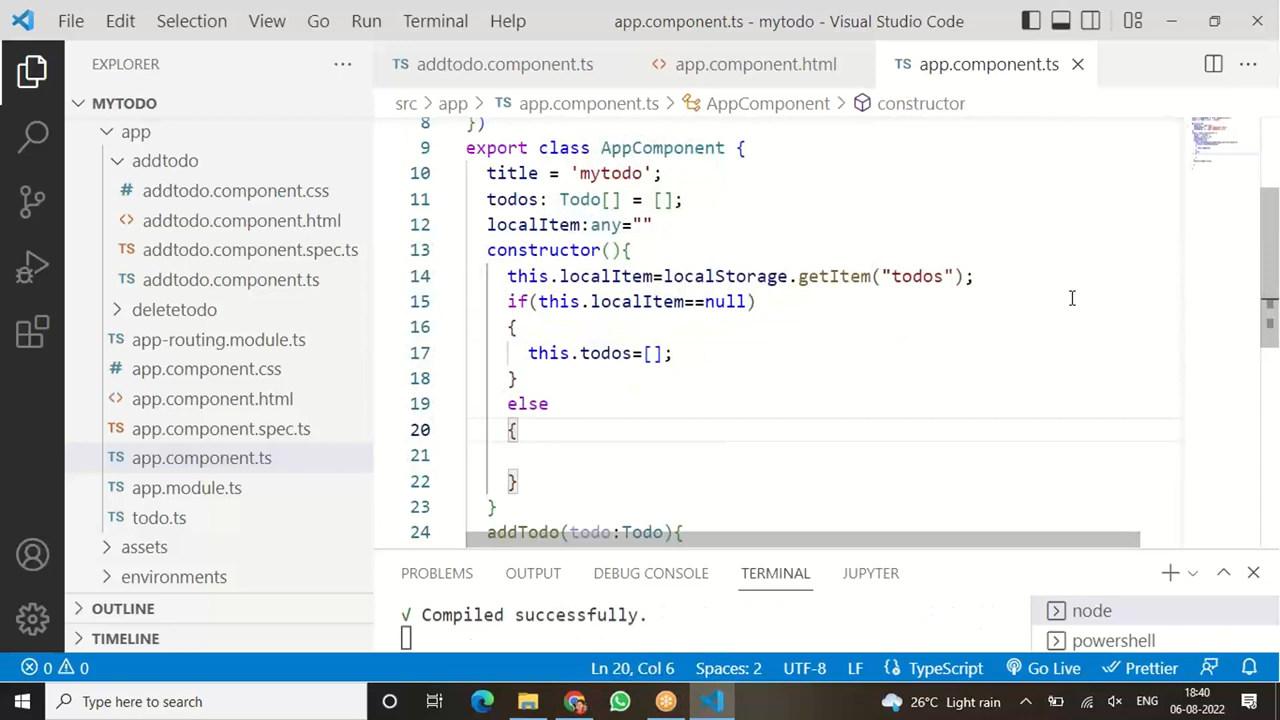 File Edit Selection View Go Run Terminal Help app.component.ts - mytodo - Visual Studio Code
EXPLORER
MYTODO
app
addtodo
addtodo.component.css
addtodo.component.html
TS addtodo.component.spec.ts
TS addtodo.component.ts
deletetodo
TS app-routing.module.ts
app.component.css
app.component.html
TS app.component.spec.ts
TS app.component.ts
TS app.module.ts
TS todo.ts
assets
environments
OUTLINE
TIMELINE
TS addtodo.component.ts <> app.component.html TS app.component.ts
src > app > TS app.component.ts > AppComponent > constructor
8 })
9 export class AppComponent {
10 title = 'mytodo';
11 todos: Todo[] = [];
12 localItem:any=""
13 constructor(){
14 this.localItem=localStorage.getItem("todos");
15 if(this.localItem==null)
16 {
17 this.todos=[];
18 }
19 else
20 {
21
22 }
23 }
24 addTodo(todo:Todo){
PROBLEMS OUTPUT DEBUG CONSOLE TERMINAL JUPYTER
√ Compiled successfully.
node
powershell
0 0 Ln 20, Col 6 Spaces: 2 UTF-8 LF TypeScript Go Live Prettier
Type here to search 26°C Light rain ENG 18:40
06-08-2022